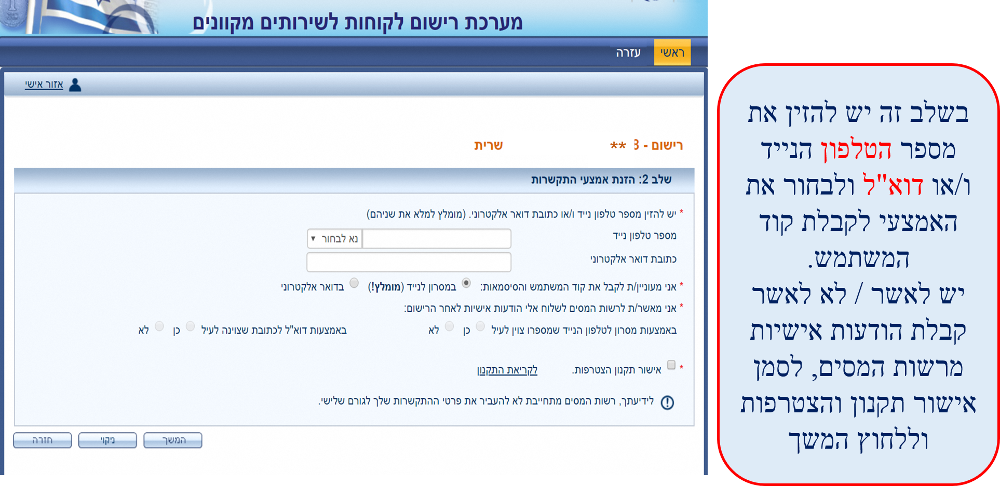 מערכת רישום לקוחות לשירותים מקוונים
ראשי עזרה
אזור אישי
רישום - 8 ** שרית
שלב 2: הזנת אמצעי התקשרות
* יש להזין מספר טלפון נייד ו/או כתובת דואר אלקטרוני. (מומלץ למלא את שניהם)
מספר טלפון נייד נא לבחור
כתובת דואר אלקטרוני
* אני מעוניין/ת לקבל את קוד המשתמש והסיסמאות: במסרון לנייד (מומלץ!) בדואר אלקטרוני
* אני מאשר/ת לרשות המסים לשלוח אלי הודעות אישיות לאחר הרישום:
באמצעות מסרון לטלפון הנייד שמספרו צוין לעיל כן לא באמצעות דוא"ל לכתובת שצוינה לעיל כן לא
* אישור תקנון הצטרפות. לקריאת התקנון
לידיעתך, רשות המסים מתחייבת לא להעביר את פרטי ההתקשרות שלך לגורם שלישי.
המשך ניקוי חזרה
בשלב זה יש להזין את
מספר הטלפון הנייד
ו/או דוא"ל ולבחור את
האמצעי לקבלת קוד
המשתמש.
יש לאשר / לא לאשר
קבלת הודעות אישיות
מרשות המסים, לסמן
אישור תקנון והצטרפות
וללחוץ המשך